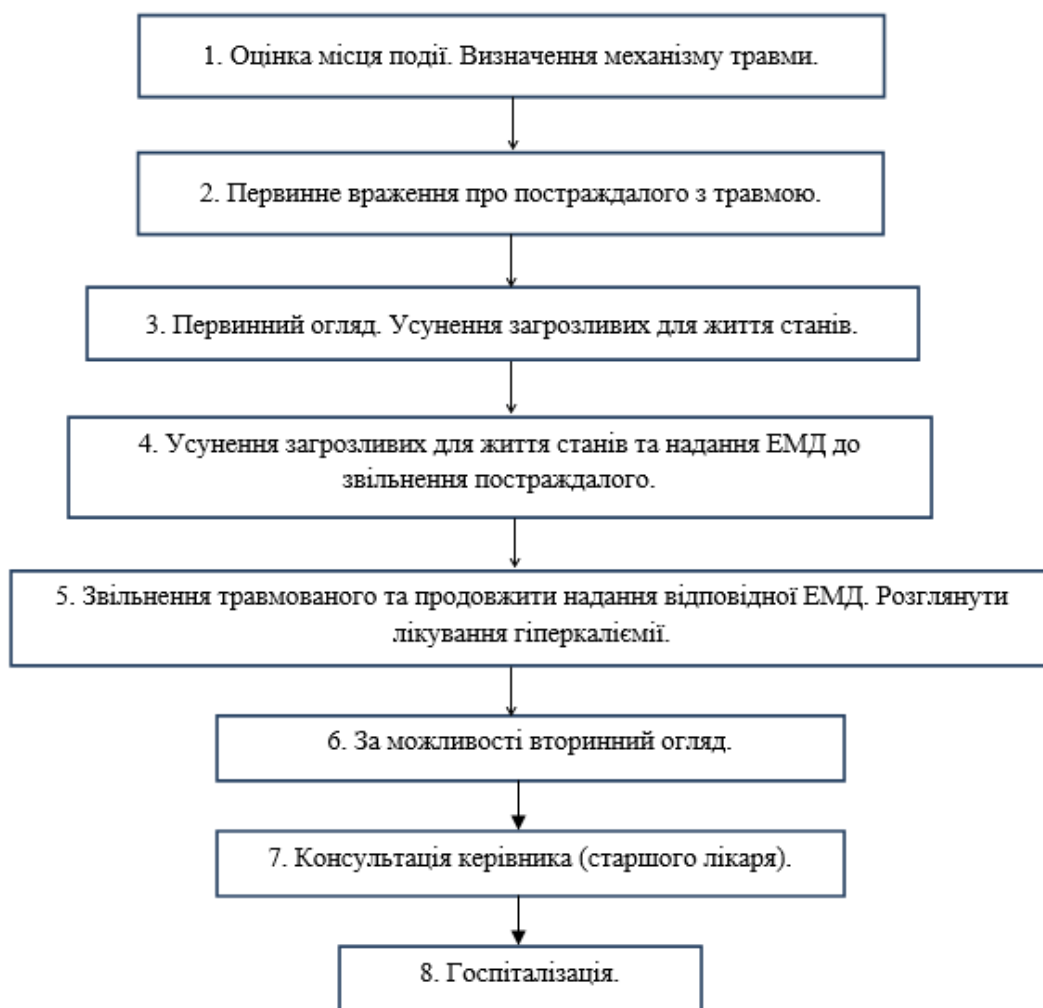 1. Оцінка місця події. Визначення механізму травми.
2. Первинне враження про постраждалого з травмою.
3. Первинний огляд. Усунення загрозливих для життя станів.
4. Усунення загрозливих для життя станів та надання ЕМД до
звільнення постраждалого.
5. Звільнення травмованого та продовжити надання відповідної ЕМД. Розглянути
лікування гіперкаліємії.
6. За можливості вторинний огляд.
7. Консультація керівника (старшого лікаря).
8. Госпіталізація.